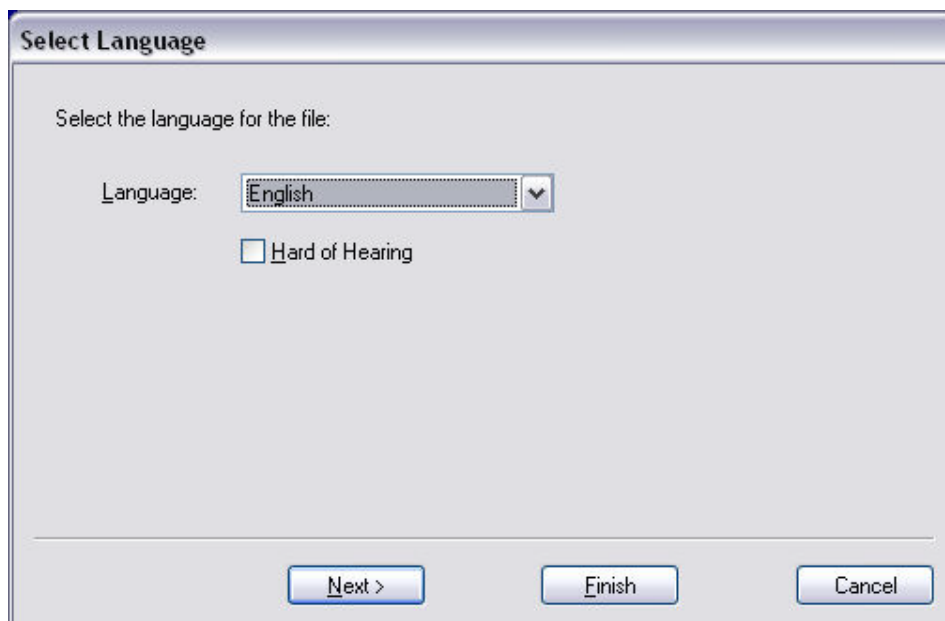 Select Language
Select the language for the file:
Language: English
Hard of Hearing
Next > Finish Cancel